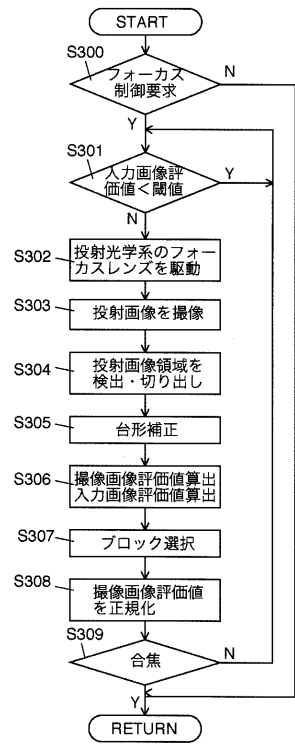 START
S300
フォーカス
制御要求
N
Y
S301
入力画像評
価値<閾値
Y
N
S302
投射光学系のフォー
カスレンズを駆動
S303
投射画像を撮像
S304
投射画像領域を
検出・切り出し
S305
台形補正
S306
撮像画像評価値算出
入力画像評価値算出
S307
ブロック選択
S308
撮像画像評価値
を正規化
S309
合焦
N
Y
RETURN